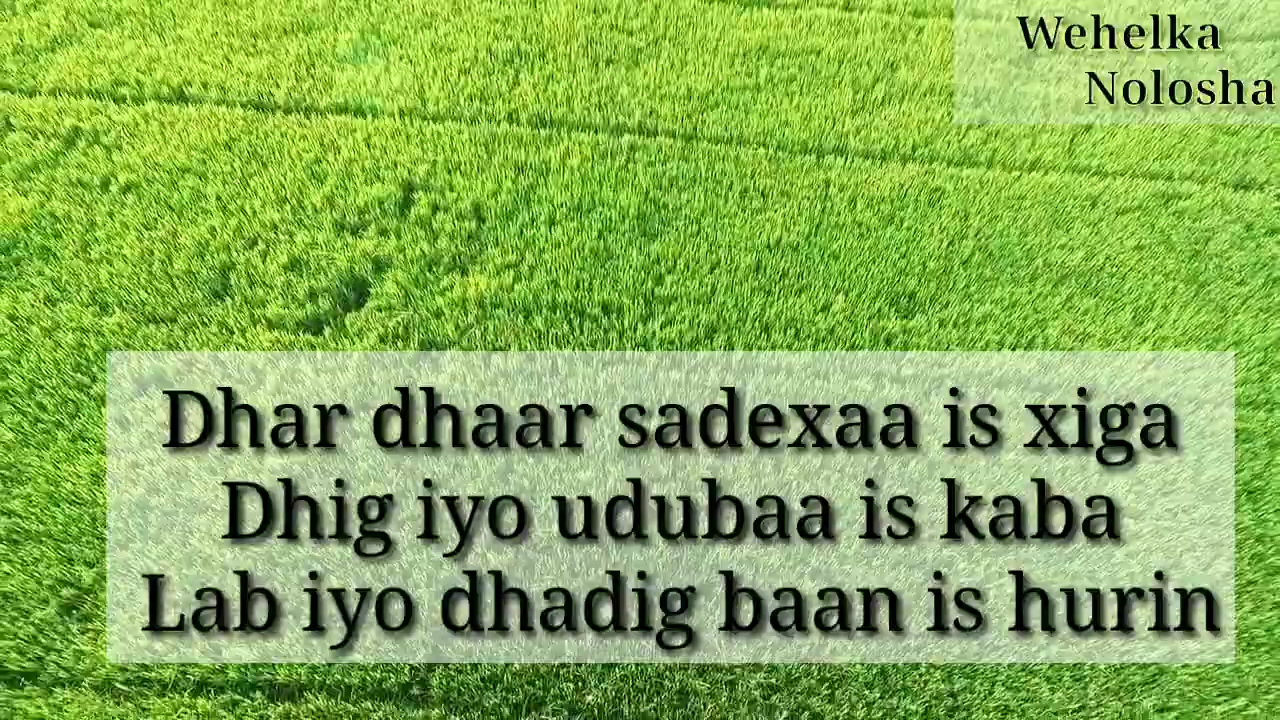 Wehelka
Nolosha
Dhar dhaar sadexaa is xiga
Dhig iyo udubaa is kaba
Lab iyo dhadig baan is hurin